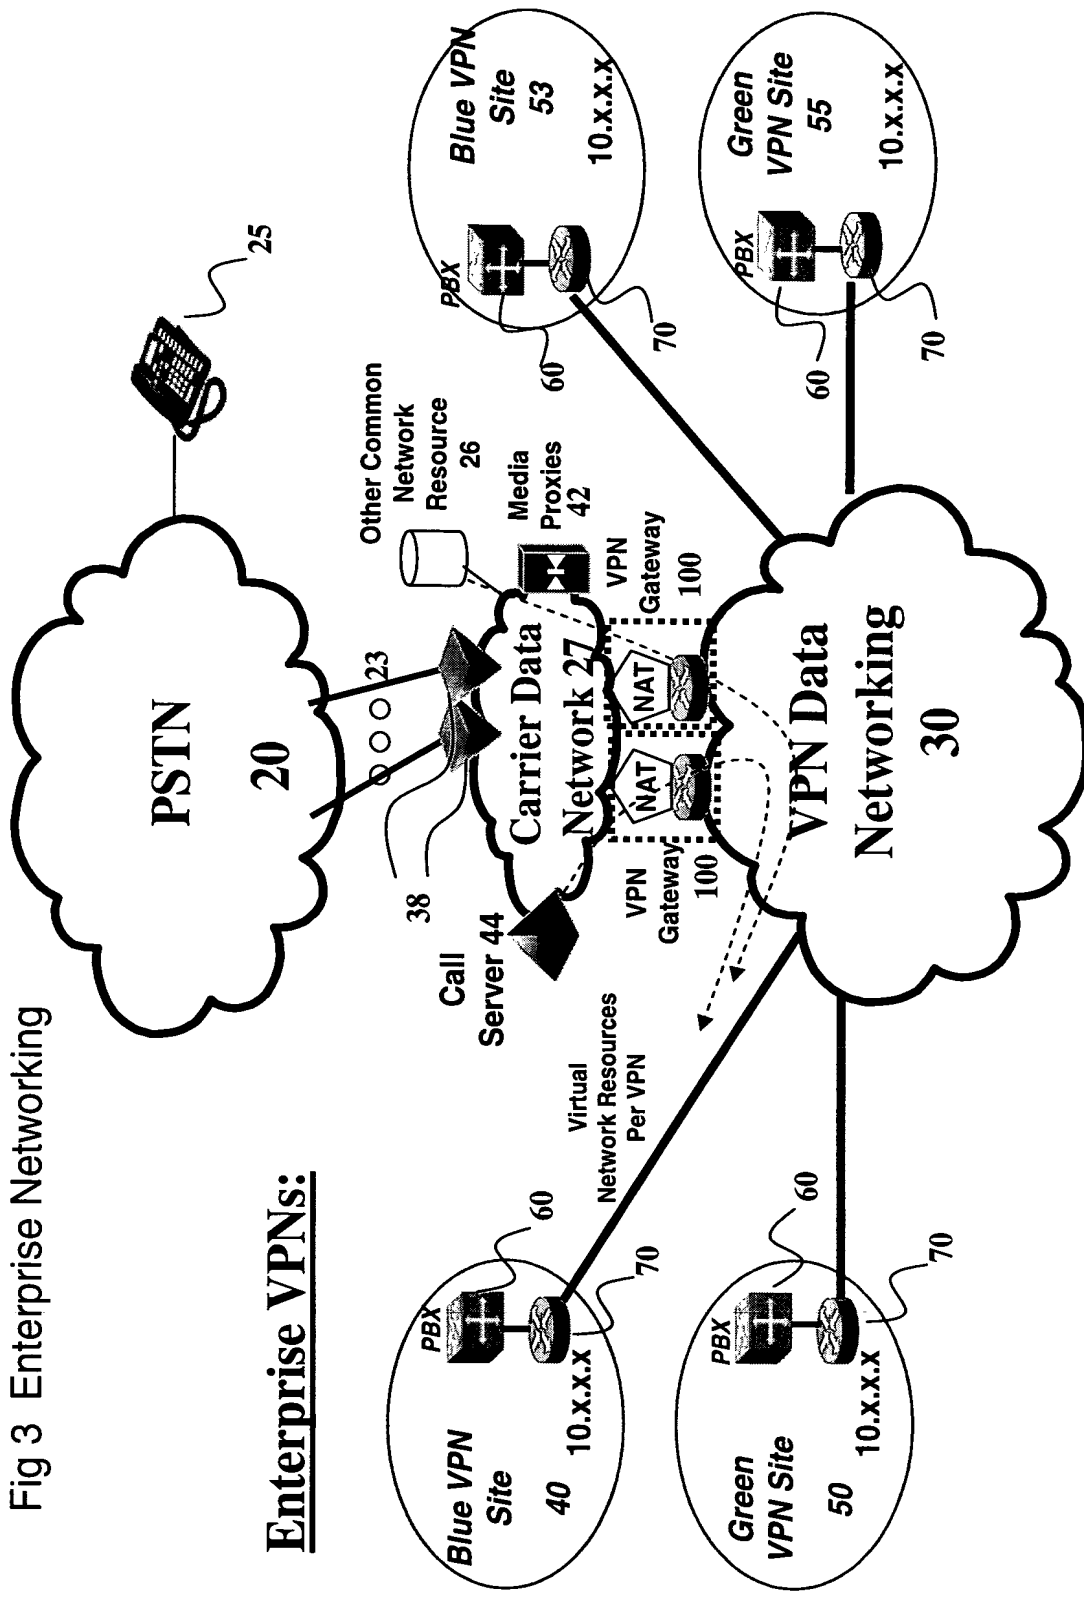 Fig 3 Enterprise Networking
Enterprise VPNs:
PSTN
20
25
23
38
Other Common
Network
Resource
26
Media
Proxies
42
Call
Server 44
Carrier Data
Network 27
VPN
Gateway
100
NAT
NAT
VPN
Gateway
100
VPN Data
Networking
30
Virtual
Network Resources
Per VPN
Blue VPN
Site
40
PBX
10.x.x.x
60
70
Green
VPN Site
50
PBX
10.x.x.x
60
70
Blue VPN
Site
53
PBX
10.x.x.x
60
70
Green
VPN Site
55
PBX
10.x.x.x
60
70